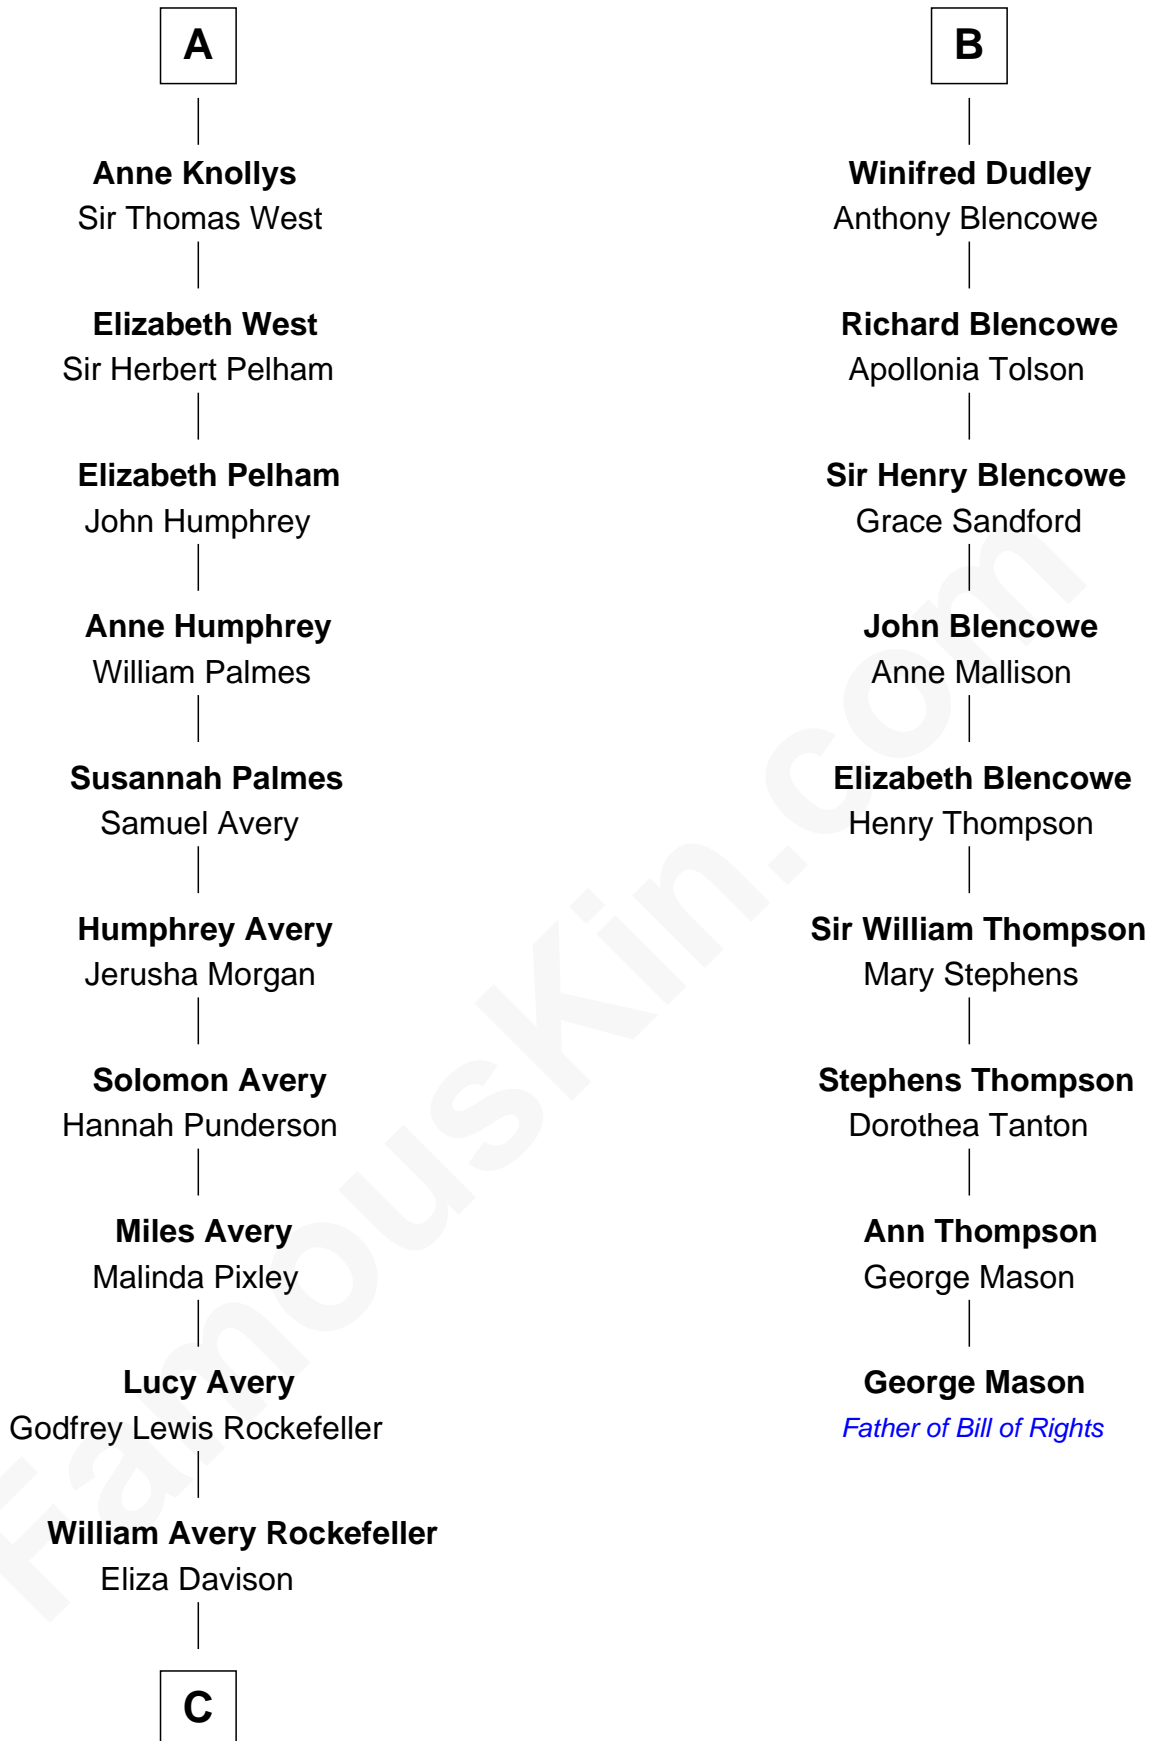 A
Anne Knollys
Sir Thomas West
Elizabeth West
Sir Herbert Pelham
Elizabeth Pelham
John Humphrey
Anne Humphrey
William Palmes
Susannah Palmes
Samuel Avery
Humphrey Avery
Jerusha Morgan
Solomon Avery
Hannah Punderson
Miles Avery
Malinda Pixley
Lucy Avery
Godfrey Lewis Rockefeller
William Avery Rockefeller
Eliza Davison
C
B
Winifred Dudley
Anthony Blencowe
Richard Blencowe
Apollonia Tolson
Sir Henry Blencowe
Grace Sandford
John Blencowe
Anne Mallison
Elizabeth Blencowe
Henry Thompson
Sir William Thompson
Mary Stephens
Stephens Thompson
Dorothea Tanton
Ann Thompson
George Mason
George Mason
Father of Bill of Rights
FamousKin.com